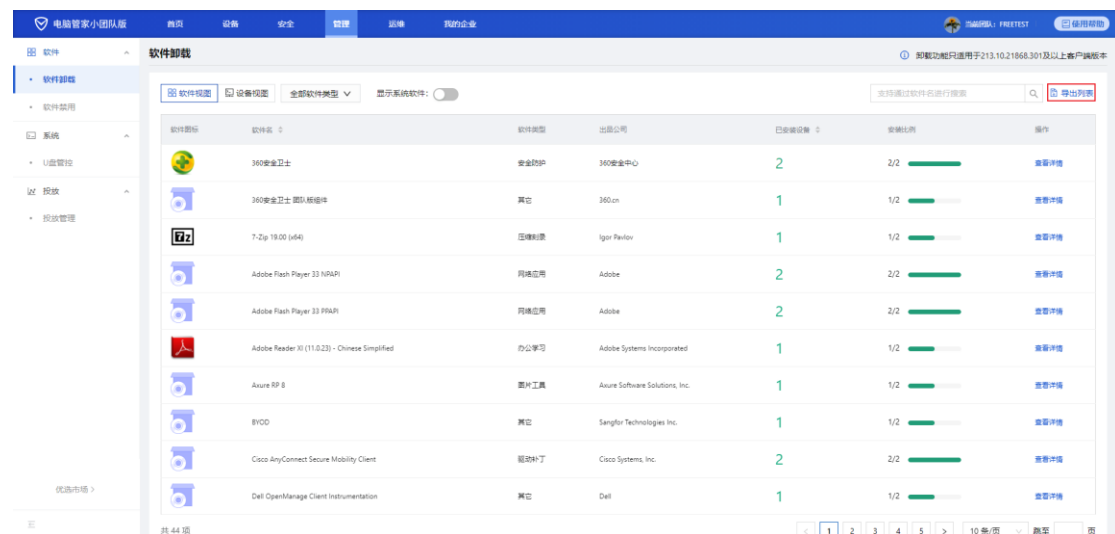 电脑管家小团队版 首页 设备 安全 管理 运维 我的企业 当前团队：FREETEST 使用帮助
软件
软件卸载
软件禁用
系统
U盘管控
投放
投放管理
优选市场 >
软件卸载 卸载功能只适用于213.10.21868.301及以上客户端版本
软件视图 设备视图 全部软件类型 显示系统软件： 支持通过软件名进行搜索 导出列表
软件图标 软件名 软件类型 出品公司 已安装设备 安装比例 操作
360安全卫士 安全防护 360安全中心 2 2/2 查看详情
360安全卫士 团队版组件 其它 360.cn 1 1/2 查看详情
7z 7-Zip 19.00 (x64) 压缩刻录 Igor Pavlov 1 1/2 查看详情
Adobe Flash Player 33 NPAPI 网络应用 Adobe 2 2/2 查看详情
Adobe Flash Player 33 PPAPI 网络应用 Adobe 2 2/2 查看详情
Adobe Reader XI (11.0.23) - Chinese Simplified 办公学习 Adobe Systems Incorporated 1 1/2 查看详情
Axure RP 8 图片工具 Axure Software Solutions, Inc. 1 1/2 查看详情
BYOD 其它 Sangfor Technologies Inc. 1 1/2 查看详情
Cisco AnyConnect Secure Mobility Client 驱动补丁 Cisco Systems, Inc. 2 2/2 查看详情
Dell OpenManage Client Instrumentation 其它 Dell 1 1/2 查看详情
共 44 项 < 1 2 3 4 5 > 10 条/页 跳至 页